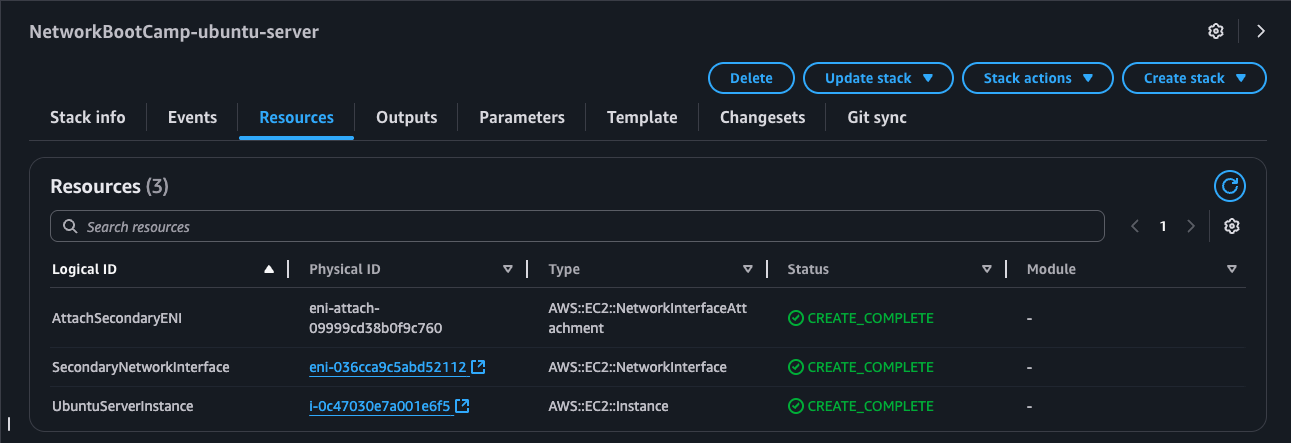 NetworkBootCamp-ubuntu-server
Delete
Update stack
Stack actions
Create stack
Stack info
Events
Resources
Outputs
Parameters
Template
Changesets
Git sync
Resources (3)
Search resources
1
Logical ID
Physical ID
Type
Status
Module
AttachSecondaryENI
eni-attach-
09999cd38b0f9c760
AWS::EC2::NetworkInterfaceAtt
achment
CREATE_COMPLETE
-
SecondaryNetworkInterface
eni-036cca9c5abd52112
AWS::EC2::NetworkInterface
CREATE_COMPLETE
-
UbuntuServerInstance
i-0c47030e7a001e6f5
AWS::EC2::Instance
CREATE_COMPLETE
-